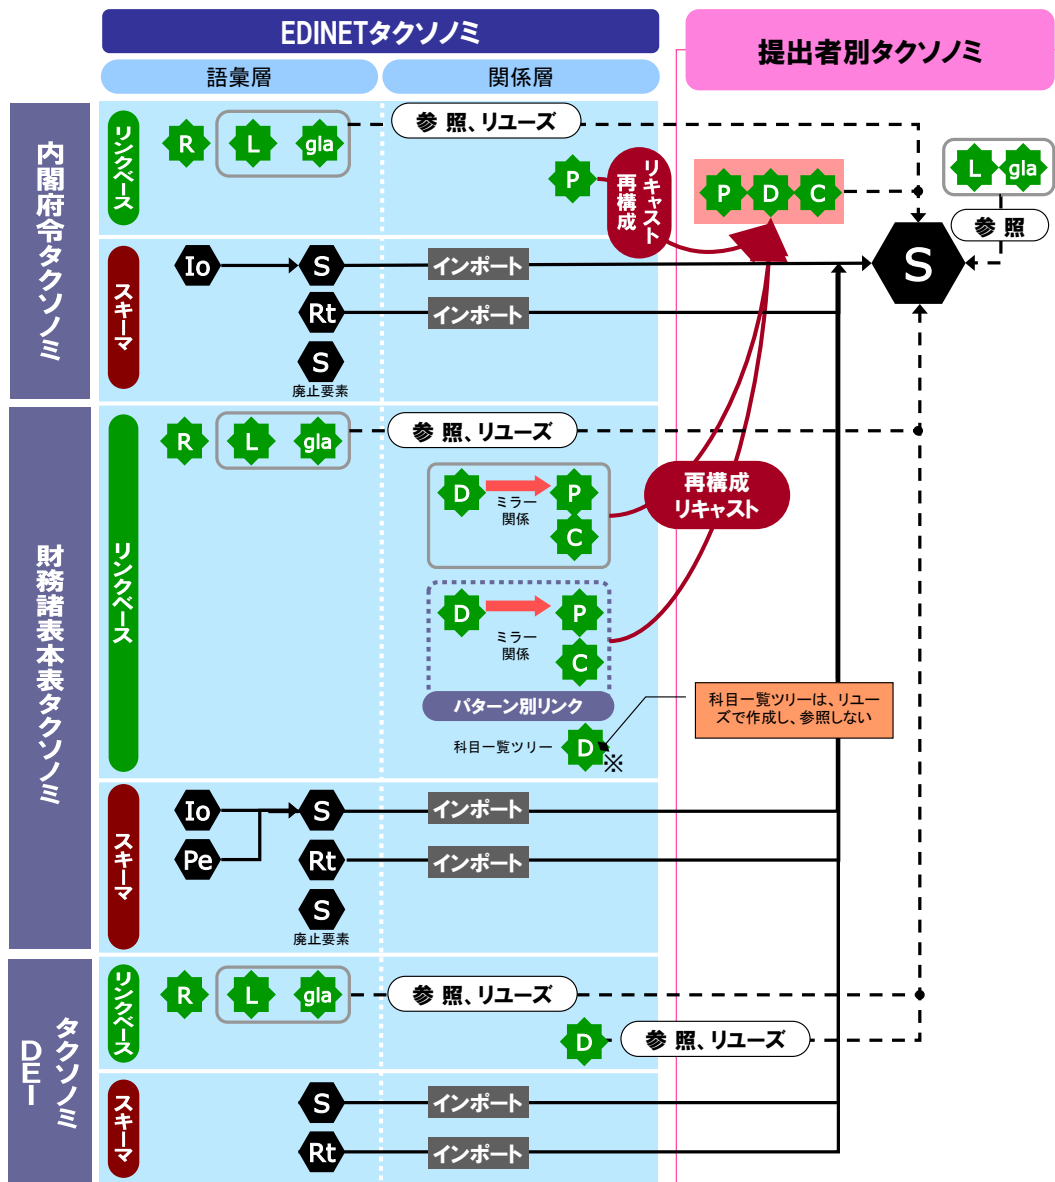 EDINETタクソノミ
提出者別タクソノミ
語彙層
関係層
内閣府令タクソノミ
リンクベース
R
L
gla
参 照、リユーズ
P
リキャスト
再構成
P
D
C
L
gla
参 照
S
スキーマ
Io
S
インポート
Rt
インポート
S
廃止要素
財務諸表本表タクソノミ
リンクベース
R
L
gla
参 照、リユーズ
D
ミラー
関係
P
C
再構成
リキャスト
D
ミラー
関係
P
C
パターン別リンク
科目一覧ツリー
D
※
科目一覧ツリーは、リユー
ズで作成し、参照しない
スキーマ
Io
S
インポート
Pe
Rt
インポート
S
廃止要素
DEI
タクソノミ
リンクベース
R
L
gla
参 照、リユーズ
D
参 照、リユーズ
スキーマ
S
インポート
Rt
インポート